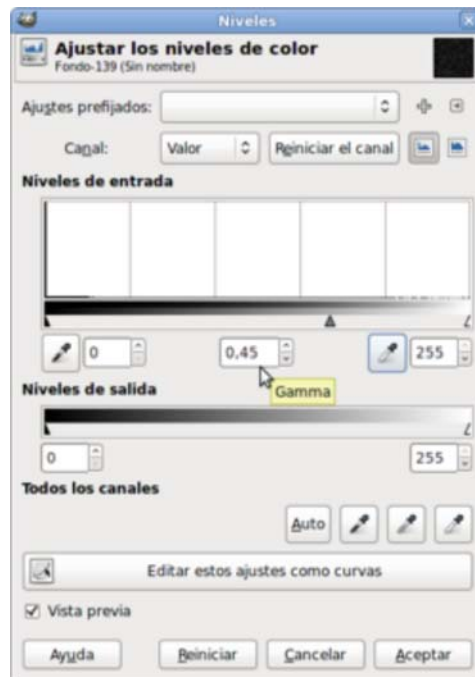 Niveles
Ajustar los niveles de color
Fondo-139 (Sin nombre)
Ajustes prefijados:
Canal: Valor Reiniciar el canal
Niveles de entrada
0 0,45 255
Gamma
Niveles de salida
0 255
Todos los canales
Auto
Editar estos ajustes como curvas
Vista previa
Ayuda Reiniciar Cancelar Aceptar